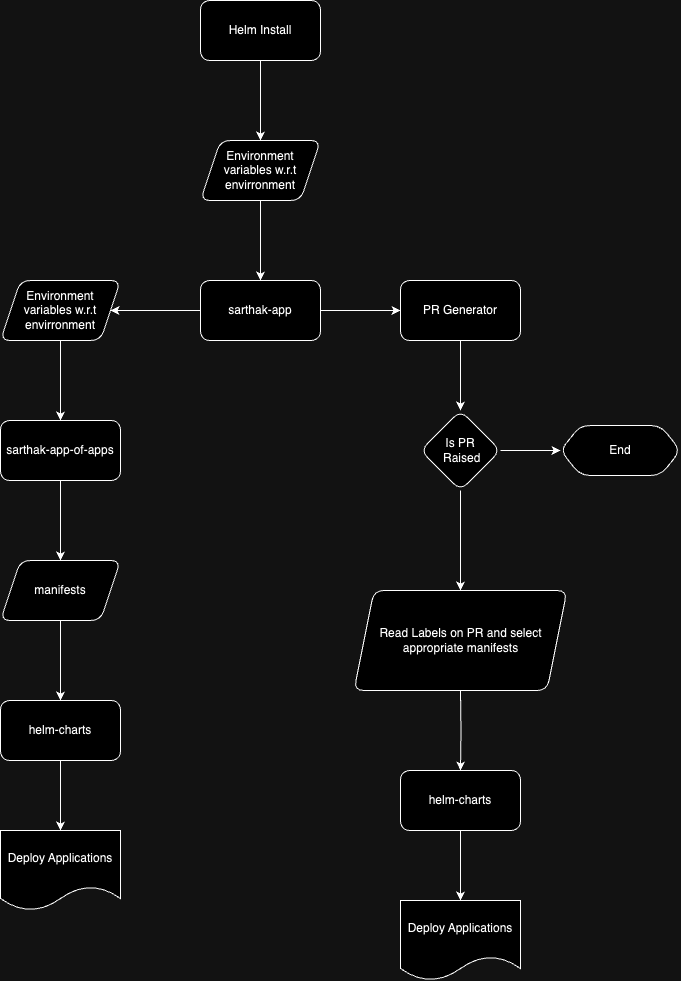 Helm Install
Environment
variables w.r.t
envirronment
Environment
variables w.r.t
envirronment
sarthak-app
PR Generator
sarthak-app-of-apps
Is PR
Raised
End
manifests
Read Labels on PR and select
appropriate manifests
helm-charts
helm-charts
Deploy Applications
Deploy Applications